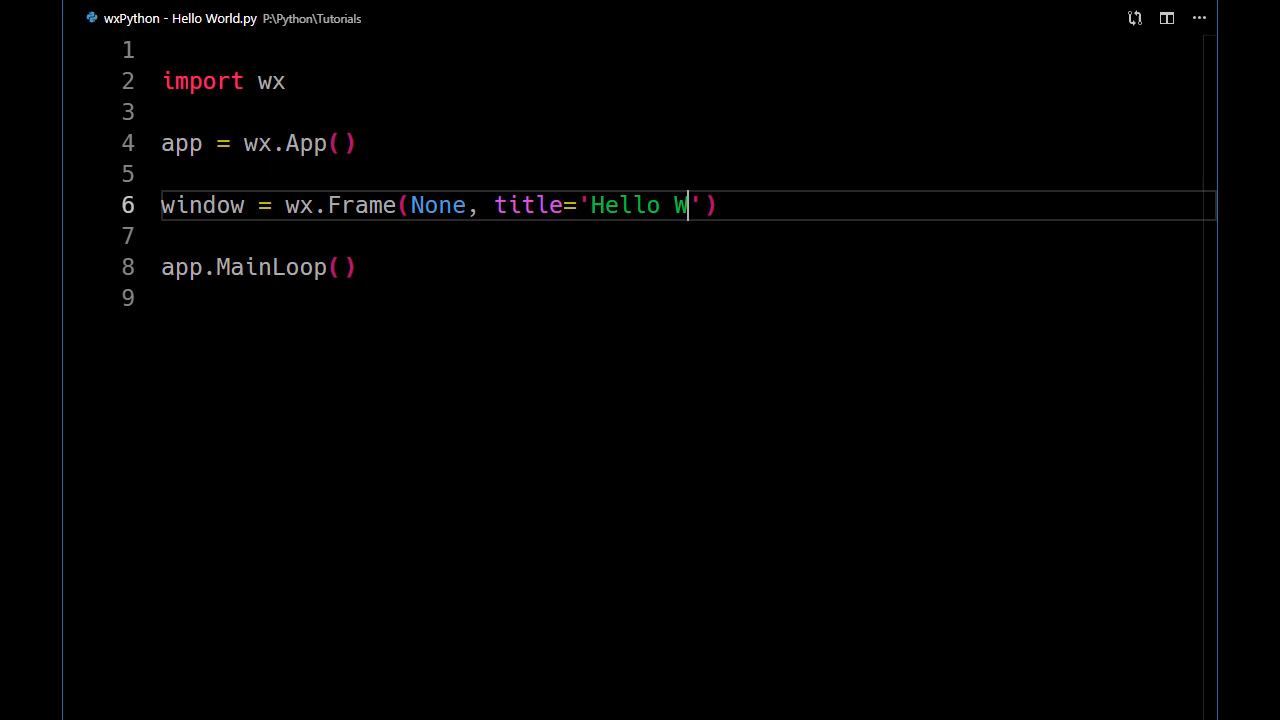 wxPython - Hello World.py P:\Python\Tutorials
1
2 import wx
3
4 app = wx.App()
5
6 window = wx.Frame(None, title='Hello W')
7
8 app.MainLoop()
9